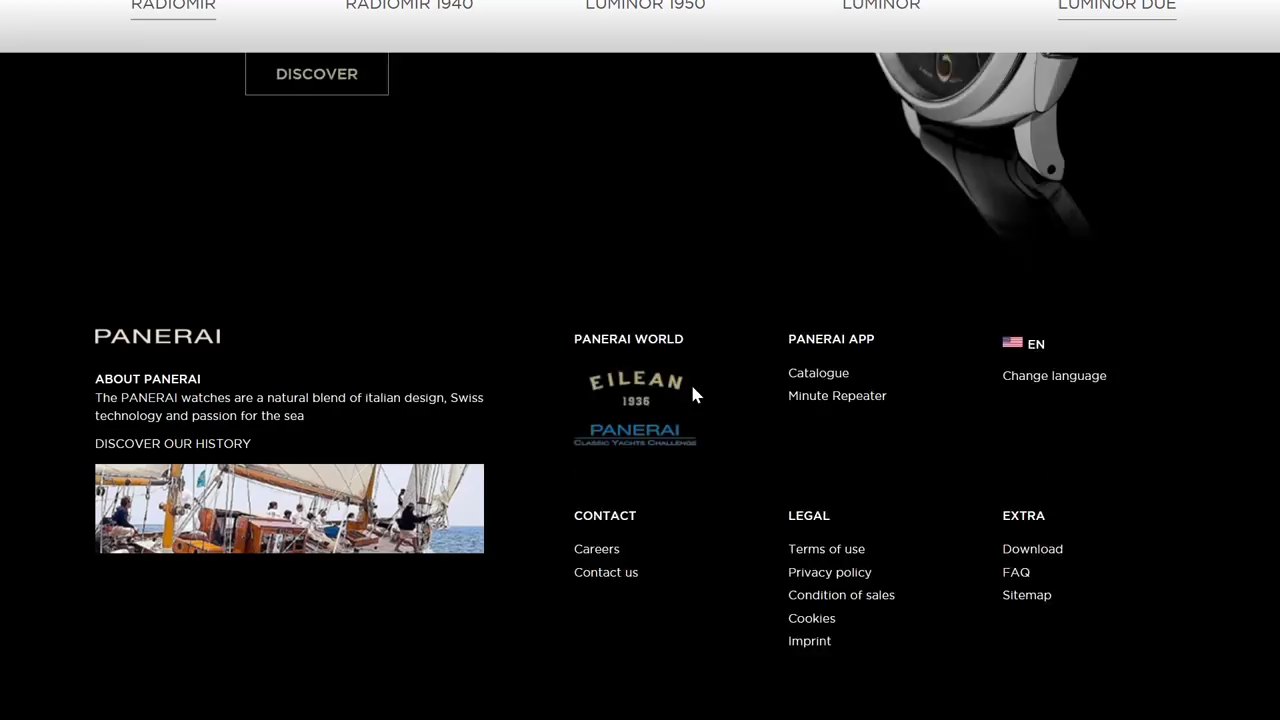 RADIOMIR
RADIOMIR 1940
LUMINOR 1950
LUMINOR
LUMINOR DUE
DISCOVER
PANERAI
ABOUT PANERAI
The PANERAI watches are a natural blend of italian design, Swiss
technology and passion for the sea
DISCOVER OUR HISTORY
PANERAI WORLD
EILEAN
1936
PANERAI
CLASSIC YACHTS CHALLENGE
PANERAI APP
Catalogue
Minute Repeater
EN
Change language
CONTACT
Careers
Contact us
LEGAL
Terms of use
Privacy policy
Condition of sales
Cookies
Imprint
EXTRA
Download
FAQ
Sitemap